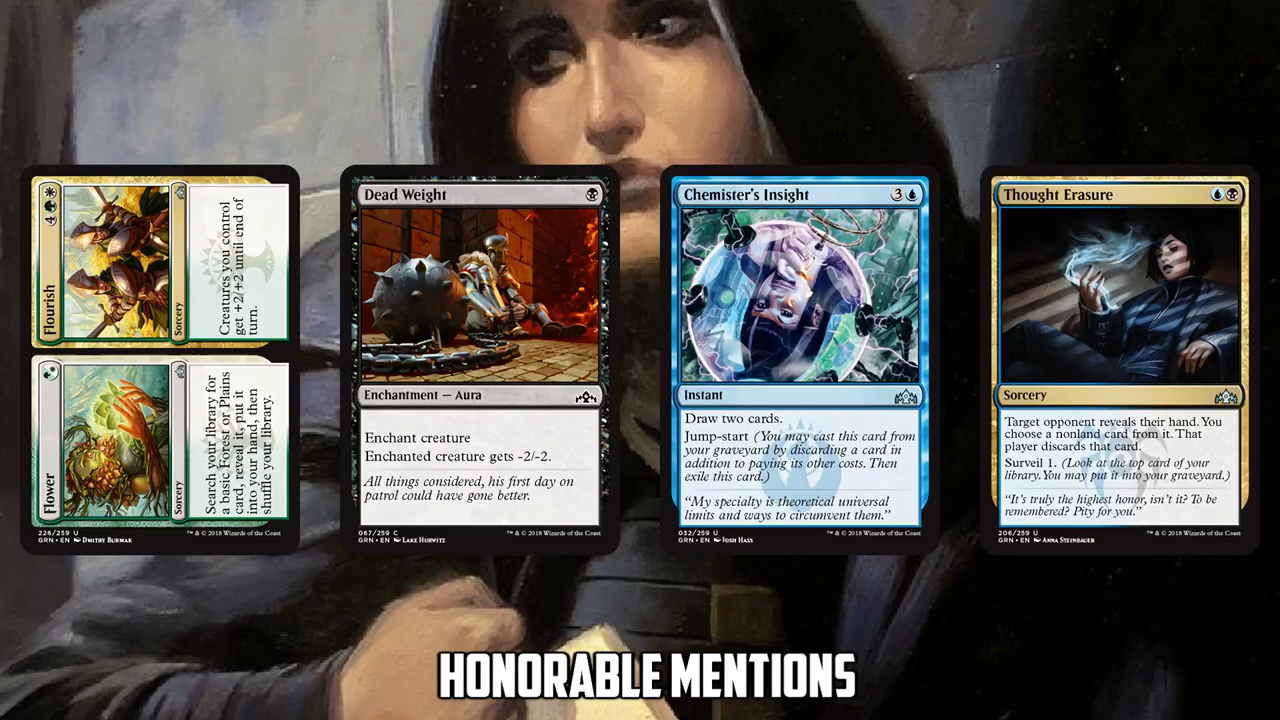 Flourish
4
Sorcery
Creatures you control
get +2/+2 until end of
turn.
Flower
Sorcery
Search your library for
a basic Forest or Plains
card, reveal it, put it
into your hand, then
shuffle your library.
226/259 U
GRN • EN Dmitry Burmak
™ & © 2018 Wizards of the Coast
Dead Weight
Enchantment — Aura
Enchant creature
Enchanted creature gets -2/-2.
All things considered, his first day on
patrol could have gone better.
067/259 C
GRN • EN Lake Hurwitz
™ & © 2018 Wizards of the Coast
Chemister's Insight 3
Instant
Draw two cards.
Jump-start (You may cast this card from
your graveyard by discarding a card in
addition to paying its other costs. Then
exile this card.)
"My specialty is theoretical universal
limits and ways to circumvent them."
032/259 U
GRN • EN Josh Hass
™ & © 2018 Wizards of the Coast
Thought Erasure
Sorcery
Target opponent reveals their hand. You
choose a nonland card from it. That
player discards that card.
Surveil 1. (Look at the top card of your
library. You may put it into your graveyard.)
"It's truly the highest honor, isn't it? To be
remembered? Pity for you."
206/259 U
GRN • EN Anna Steinbauer
™ & © 2018 Wizards of the Coast
HONORABLE MENTIONS